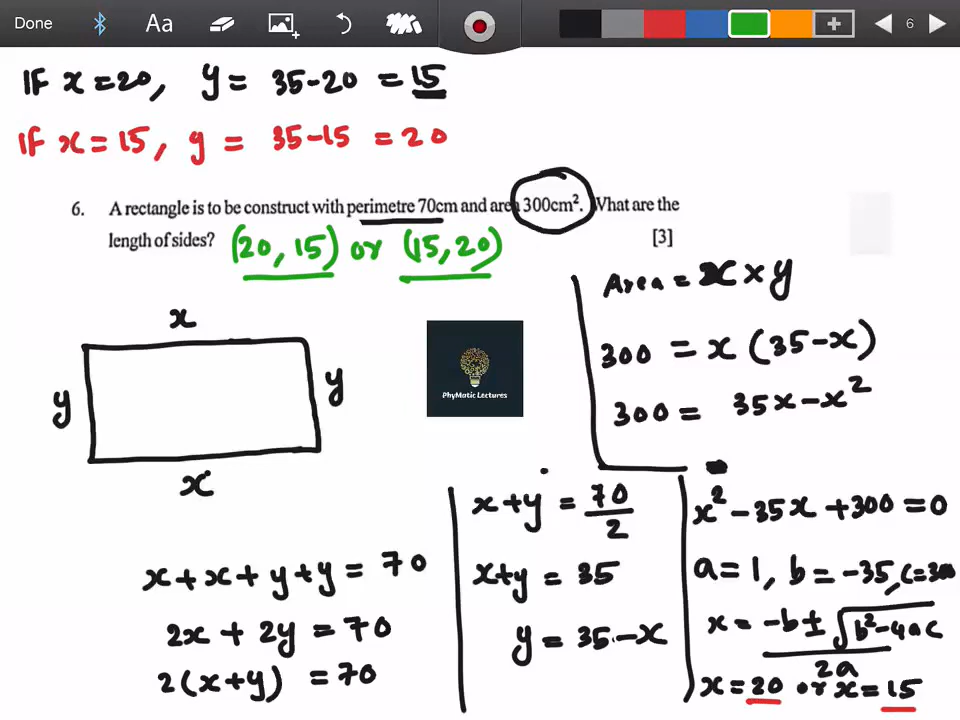 Done Aa 6
IF x=20, y= 35-20 = 15
IF x=15, y = 35-15 = 20
6. A rectangle is to be construct with perimetre 70cm and area 300cm². What are the
length of sides? (20, 15) or (15, 20) [3]
x
y
y
x
PhyMatic Lectures
Area = x × y
300 = x (35-x)
300 = 35x-x²
x+x+y+y = 70
2x + 2y = 70
2(x+y) = 70
x+y = 70/2
x+y = 35
y = 35-x
x² - 35x +300 = 0
a=1, b=-35, c=300
x = -b± √b²-4ac / 2a
x = 20 or x = 15